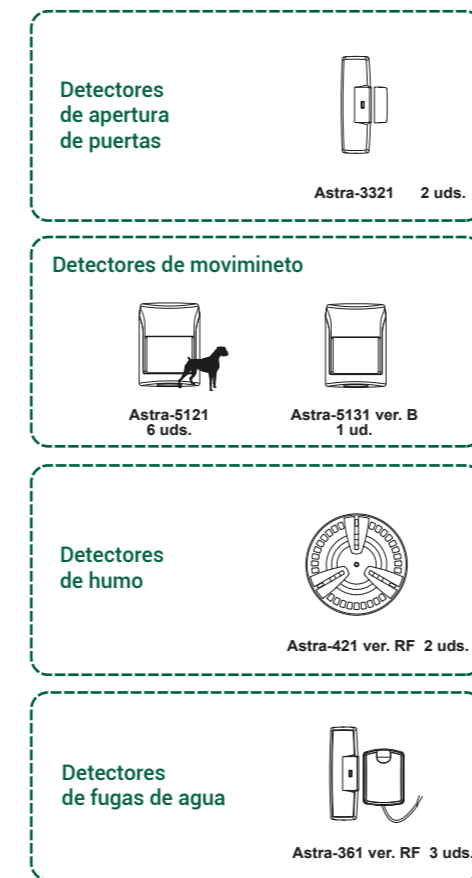 Detectores
de apertura
de puertas
Astra-3321 2 uds.
Detectores de movimineto
Astra-5121
6 uds.
Astra-5131 ver. B
1 ud.
Detectores
de humo
Astra-421 ver. RF 2 uds.
Detectores
de fugas de agua
Astra-361 ver. RF 3 uds.